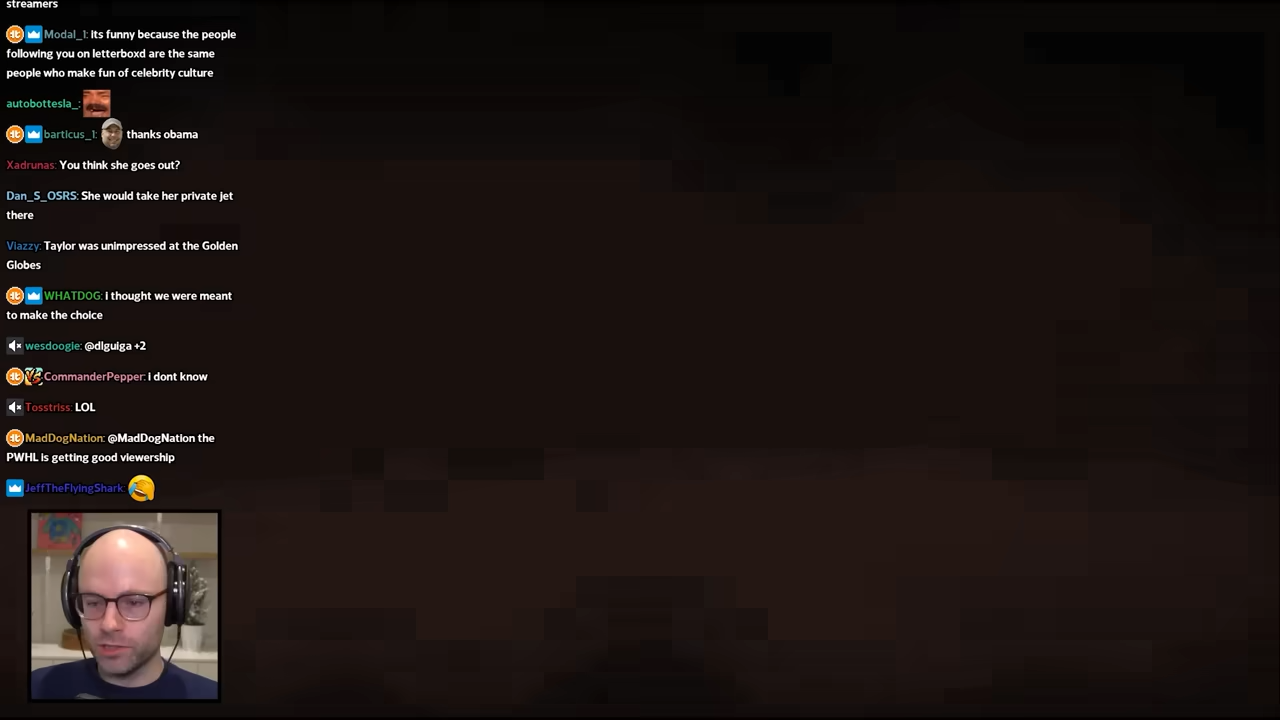 streamers
Modal_1: its funny because the people
following you on letterboxd are the same
people who make fun of celebrity culture
autobottesla_:
barticus_1: thanks obama
Xadrunas: You think she goes out?
Dan_S_OSRS: She would take her private jet
there
Viazzy: Taylor was unimpressed at the Golden
Globes
WHATDOG: I thought we were meant
to make the choice
wesdoogie: @dlguiga +2
CommanderPepper: i dont know
Tosstriss: LOL
MadDogNation: @MadDogNation the
PWHL is getting good viewership
JeffTheFlyingShark: